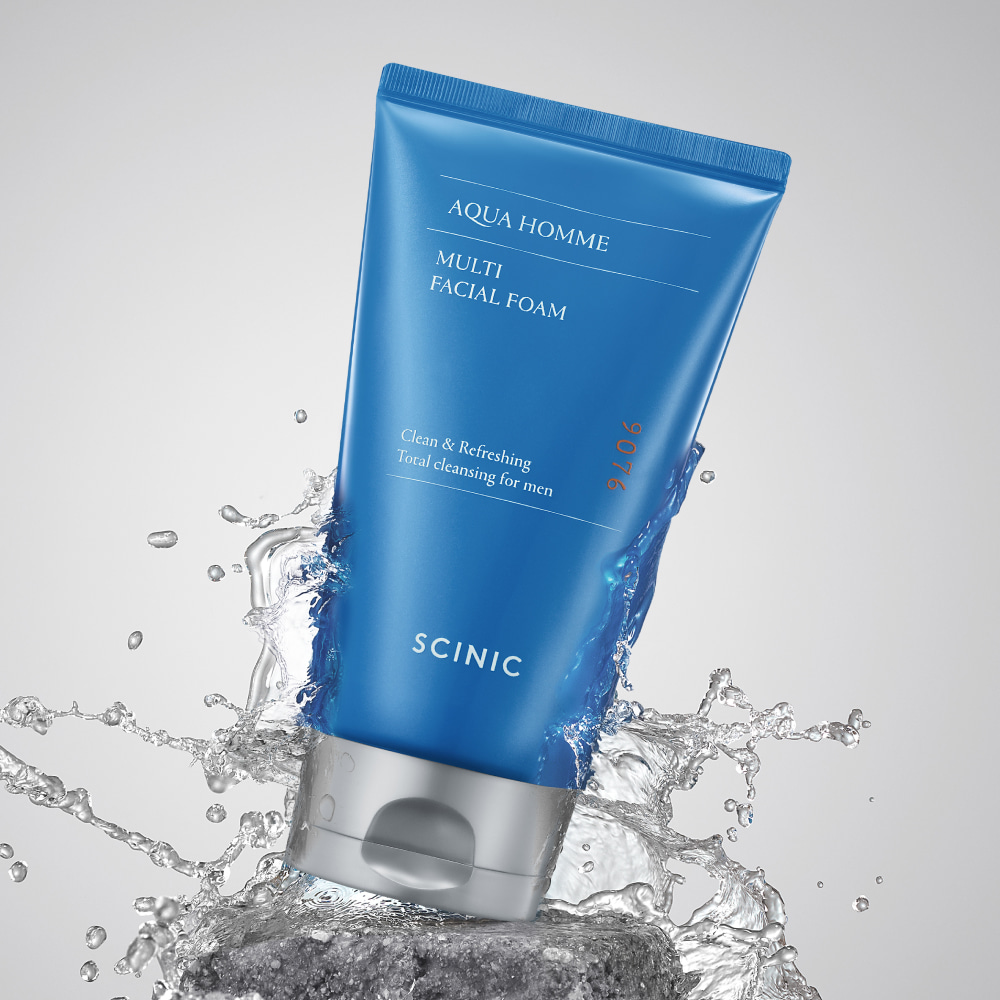 AQUA HOMME
MULTI
FACIAL FOAM
9076
Clean & Refreshing
Total cleansing for men
SCINIC